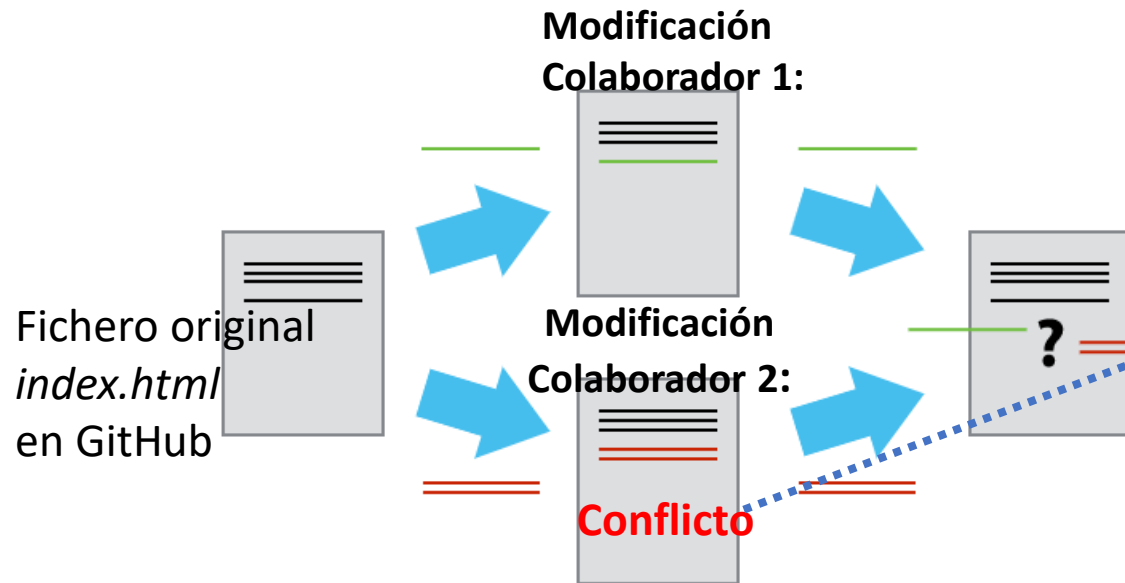 Modificación
Colaborador 1:
Fichero original
index.html
en GitHub
Modificación
Colaborador 2:
?
Conflicto